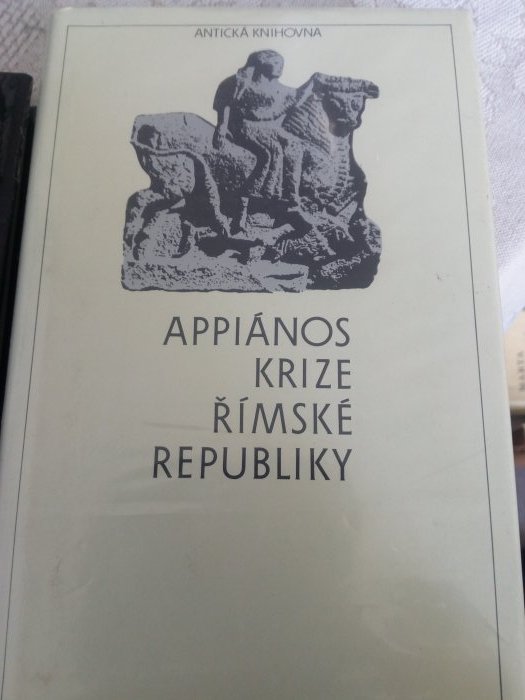 ANTICKÁ KNIHOVNA
APPIÁNOS
KRIZE
ŘÍMSKÉ
REPUBLIKY